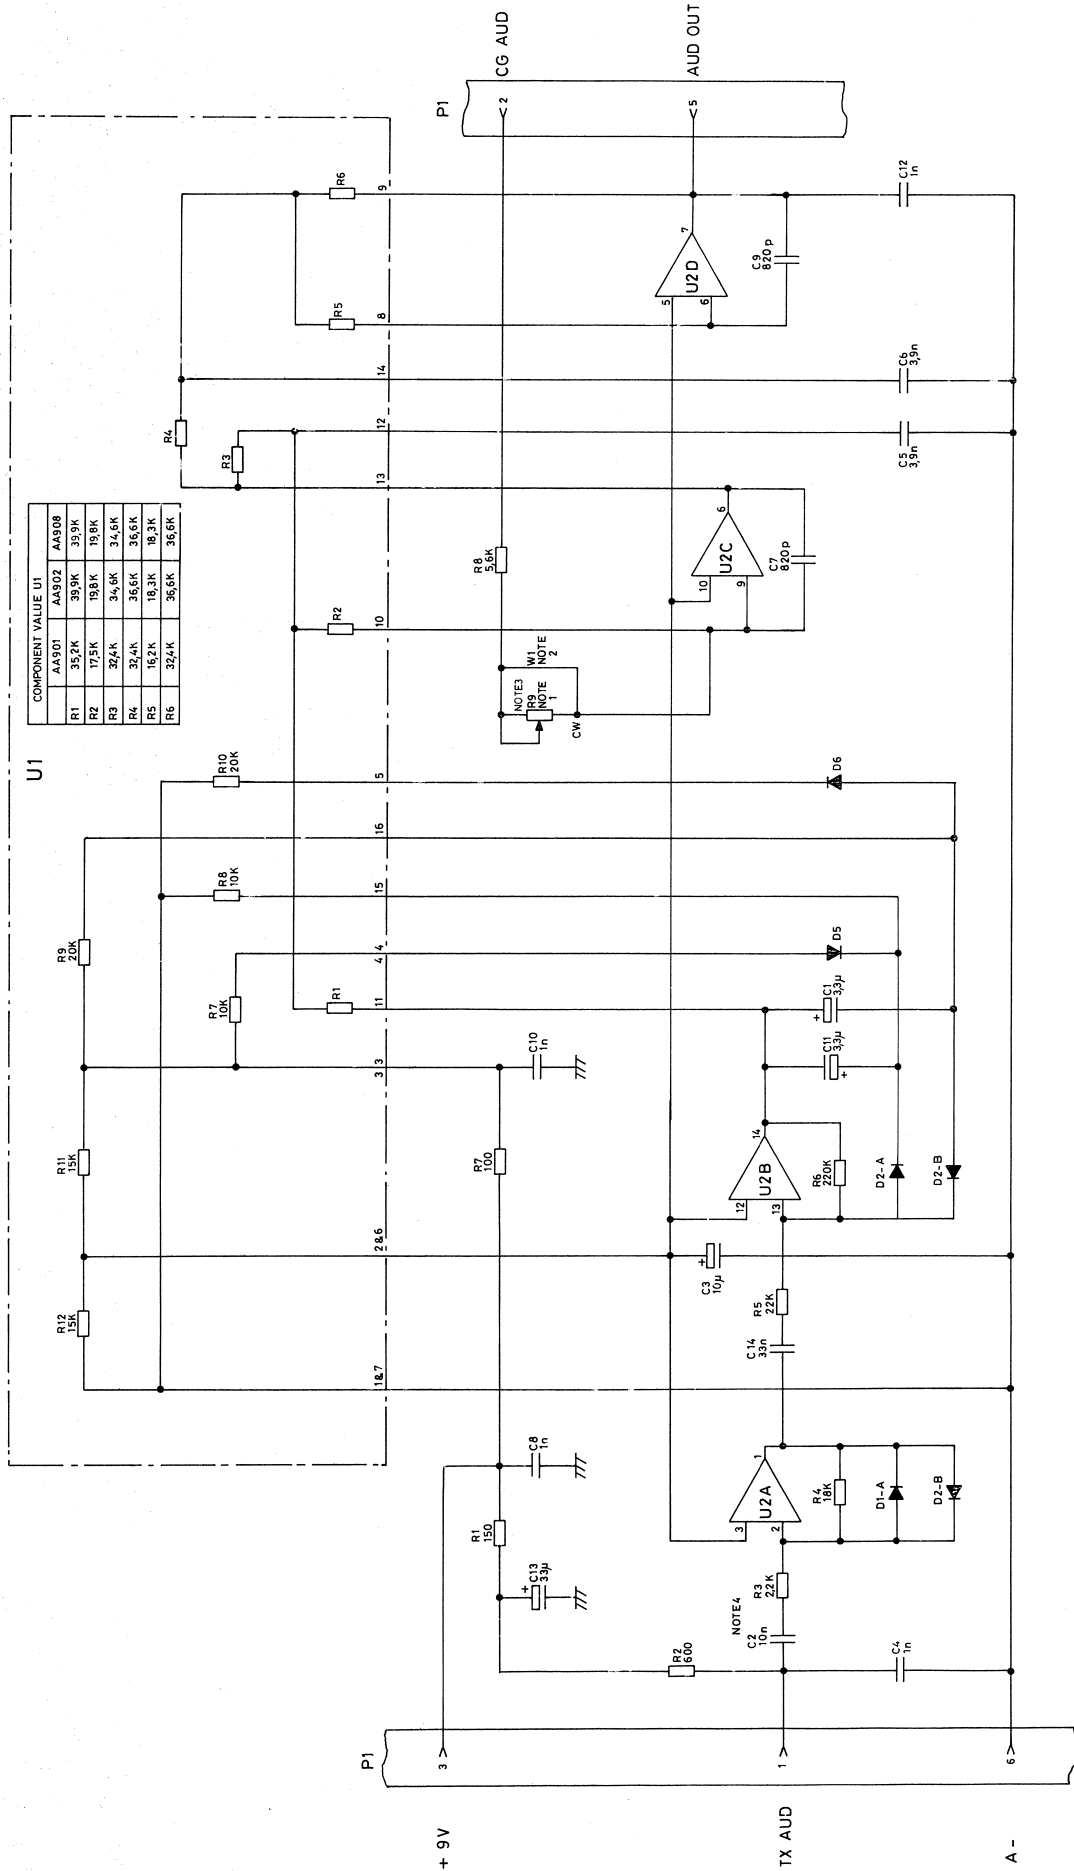 U1
COMPONENT VALUE U1
AA901 AA902 AA908
R1 35,2K 39,9K 39,9K
R2 17,5K 19,8K 19,8K
R3 32,4K 34,6K 34,6K
R4 32,4K 36,6K 36,6K
R5 16,2K 18,3K 18,3K
R6 32,4K 36,6K 36,6K
R12
15K
R11
15K
R9
20K
R7
10K
R8
10K
R10
20K
R1
R2
R3
R4
R5
R6
1&7
2&6
3 3
11
4 4
15
16
5
10
13
12
14
8
9
P1
+ 9V
3
TX AUD
1
A -
6
R1
150
C13
33µ
C8
1n
R7
100
C10
1n
R2
600
C4
1n
NOTE4
C2
10n
R3
2,2K
U2A
3
2
1
R4
18K
D1-A
D2-B
C14
33n
R5
22K
C3
10µ
+
U2B
12
13
14
R6
220K
D2-A
D2-B
C11
3,3µ
+
C1
3,3µ
+
D5
D6
NOTE3
R9
NOTE
1
CW
W1
NOTE
2
R8
5,6K
U2C
10
9
6
C7
820p
C5
3,9n
C6
3,9n
U2D
5
6
7
C9
820p
C12
1n
P1
2
CG AUD
5
AUD OUT